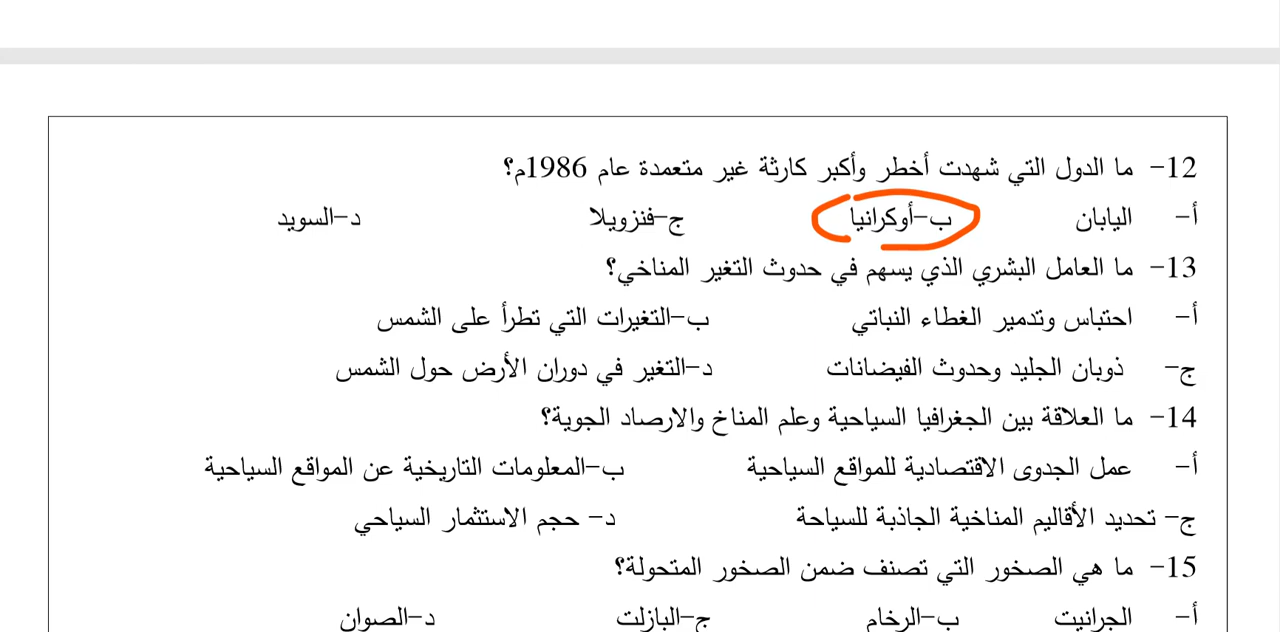 12- ما الدول التي شهدت أخطر وأكبر كارثة غير متعمدة عام 1986م؟
أ- اليابان ب-أوكرانيا ج-فنزويلا د-السويد
13- ما العامل البشري الذي يسهم في حدوث التغير المناخي؟
أ- احتباس وتدمير الغطاء النباتي ب-التغيرات التي تطرأ على الشمس
ج- ذوبان الجليد وحدوث الفيضانات د-التغير في دوران الأرض حول الشمس
14- ما العلاقة بين الجغرافيا السياحية وعلم المناخ والارصاد الجوية؟
أ- عمل الجدوى الاقتصادية للمواقع السياحية ب-المعلومات التاريخية عن المواقع السياحية
ج- تحديد الأقاليم المناخية الجاذبة للسياحة د- حجم الاستثمار السياحي
15- ما هي الصخور التي تصنف ضمن الصخور المتحولة؟
أ- الجرانيت ب-الرخام ج-البازلت د-الصوان